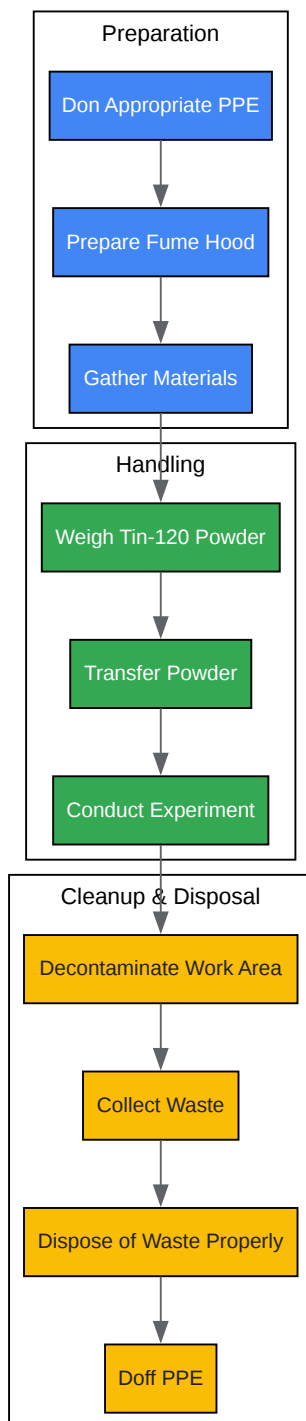 Preparation
Don Appropriate PPE
Prepare Fume Hood
Gather Materials
Handling
Weigh Tin-120 Powder
Transfer Powder
Conduct Experiment
Cleanup & Disposal
Decontaminate Work Area
Collect Waste
Dispose of Waste Properly
Doff PPE